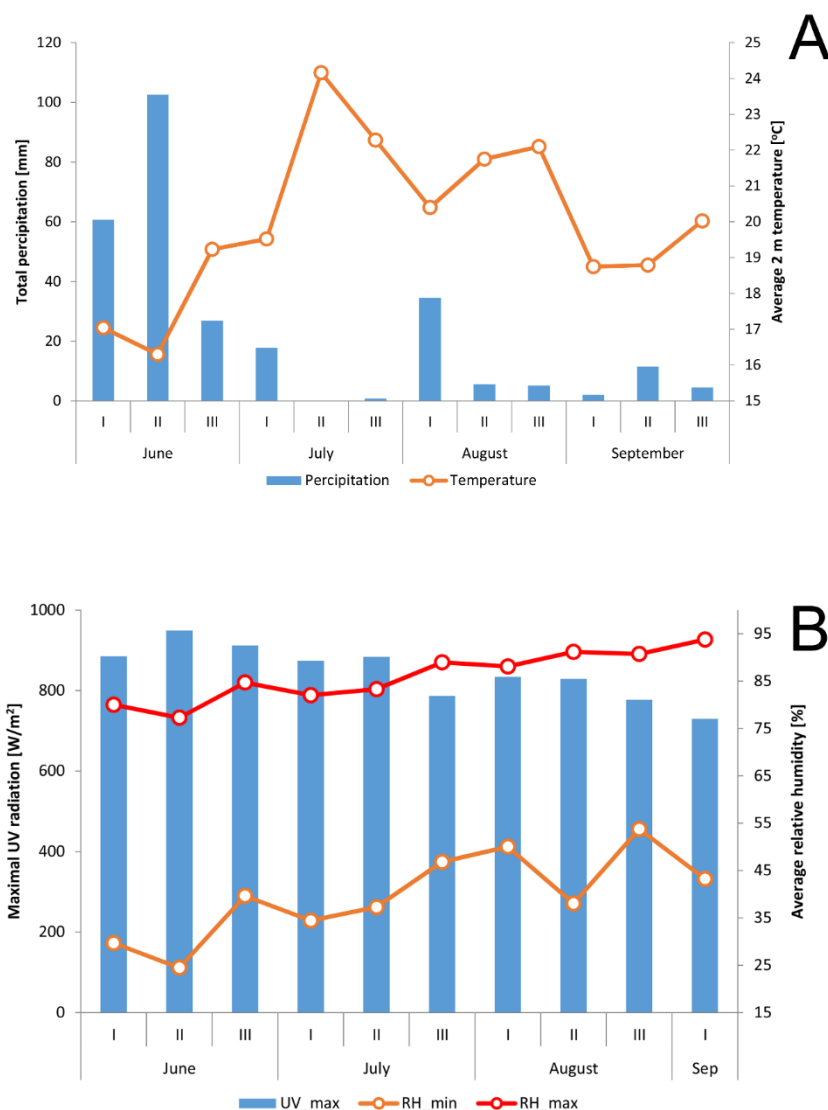 A
Total percipitation [mm]
Average 2 m temperature [°C]
120
100
80
60
40
20
0
25
24
23
22
21
20
19
18
17
16
15
I II III I II III I II III I II III
June July August September
Percipitation Temperature
B
Maximal UV radiation [W/m²]
Average relative humidity [%]
1000
800
600
400
200
0
95
85
75
65
55
45
35
25
15
I II III I II III I II III I
June July August Sep
UV_max RH_min RH_max